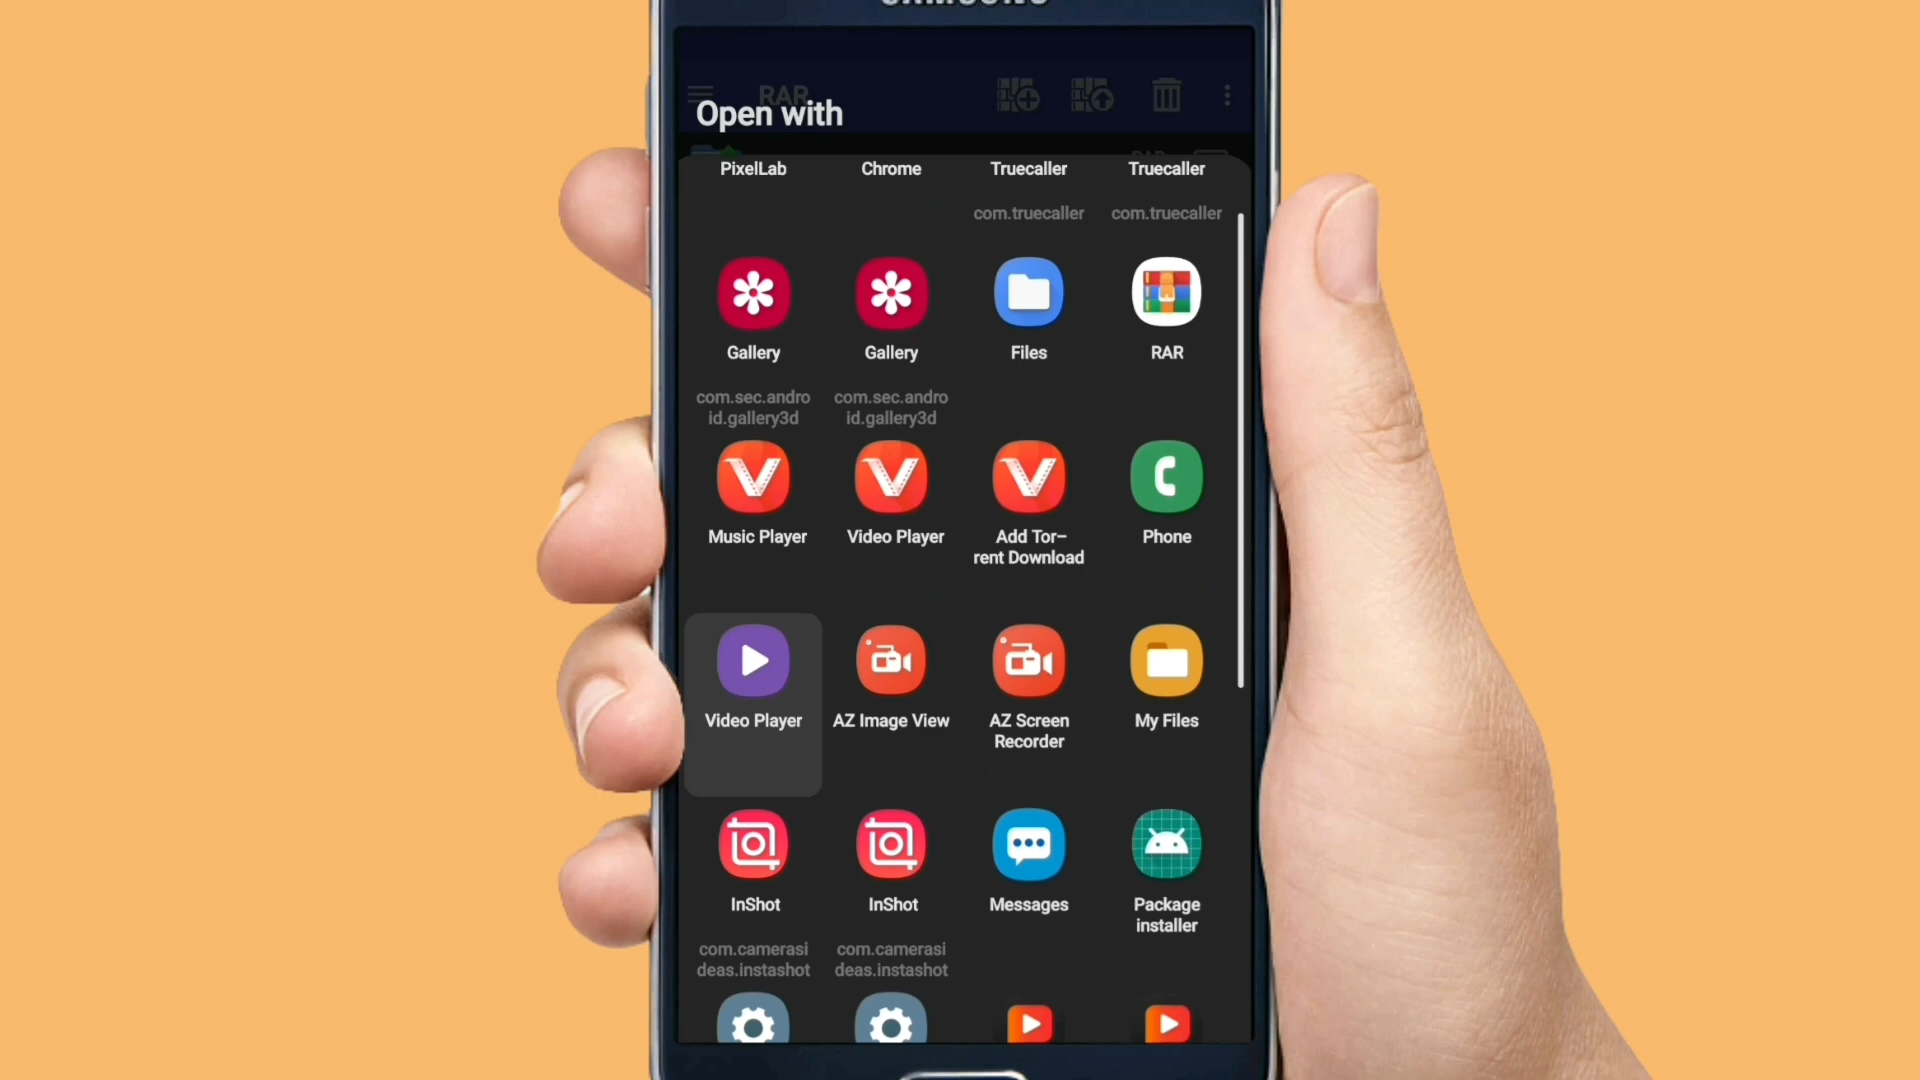 SAMSUNG
RAR
Open with
PixelLab
Chrome
Truecaller
Truecaller
com.truecaller
com.truecaller
Gallery
Gallery
Files
RAR
com.sec.andro
id.gallery3d
com.sec.andro
id.gallery3d
Music Player
Video Player
Add Tor–
rent Download
Phone
Video Player
AZ Image View
AZ Screen
Recorder
My Files
InShot
InShot
Messages
Package
installer
com.camerasi
deas.instashot
com.camerasi
deas.instashot